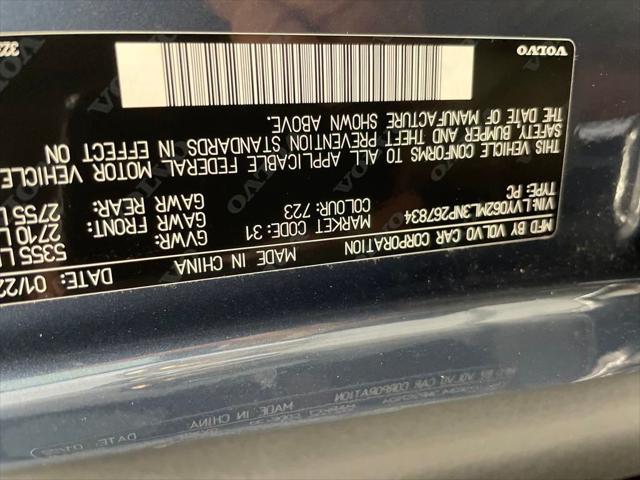 MFD BY VOLVO CAR CORPORATION MADE IN CHINA DATE: 01/22
VIN:LVY062ML3NP267834 MARKET CODE: 31 GVWR: 5355 L
TYPE: PC COLOUR: 723 GAWR FRONT: 2710 L
GAWR REAR: 2755 L
THIS VEHICLE CONFORMS TO ALL APPLICABLE FEDERAL MOTOR VEHICLE
SAFETY, BUMPER AND THEFT PREVENTION STANDARDS IN EFFECT ON
THE DATE OF MANUFACTURE SHOWN ABOVE.
VOLVO 323